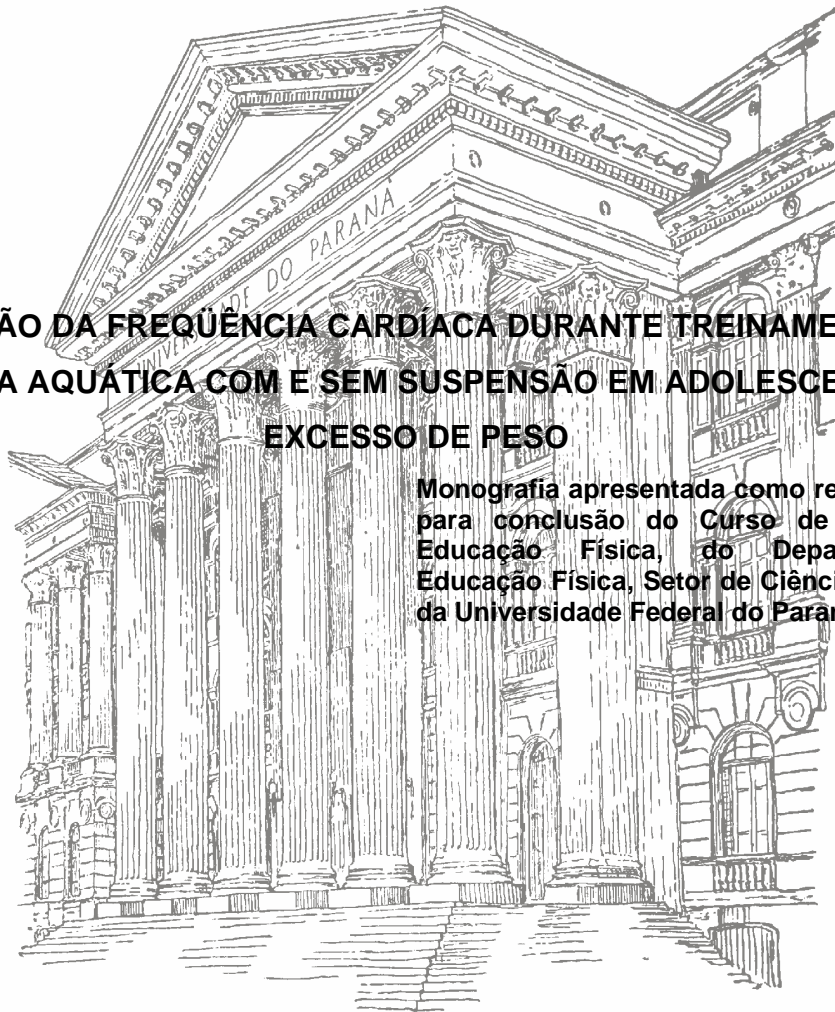 ÃO DA FREQÜÊNCIA CARDÍACA DURANTE TREINAME
A AQUÁTICA COM E SEM SUSPENSÃO EM ADOLESCE
EXCESSO DE PESO
Monografia apresentada como re
para conclusão do Curso de
Educação Física, do Depa
Educação Física, Setor de Ciênci
da Universidade Federal do Paran
UNIVERSIDADE DO PARANÁ